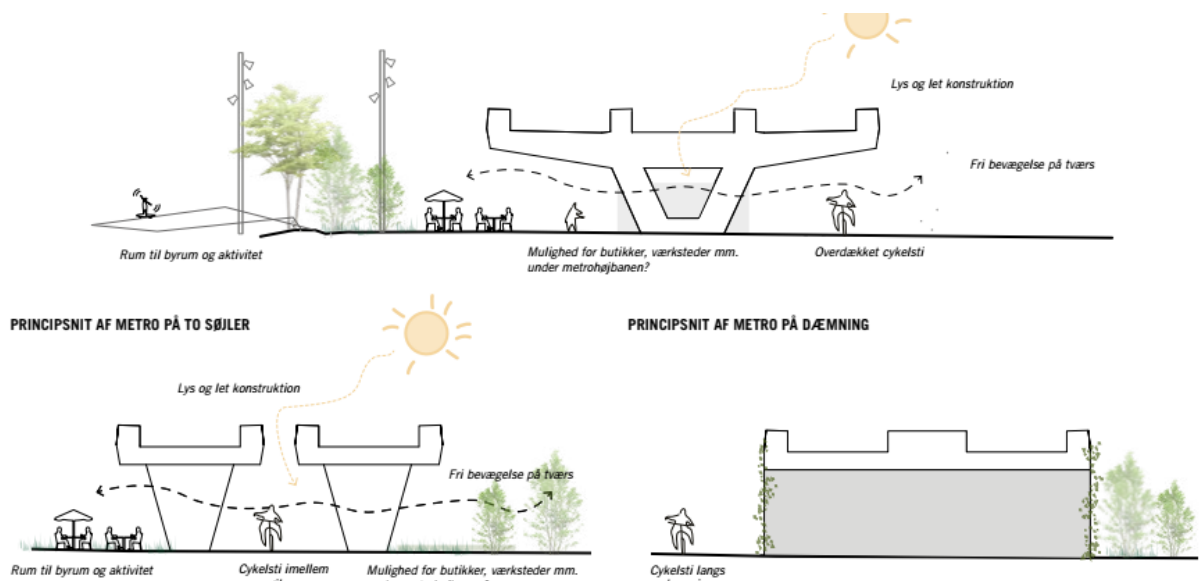 Lys og let konstruktion
Fri bevægelse på tværs
Rum til byrum og aktivitet
Mulighed for butikker, værksteder mm.
under metrohøjbanen?
Overdækket cykelsti
PRINCIPSNIT AF METRO PÅ TO SØJLER
PRINCIPSNIT AF METRO PÅ DÆMNING
Lys og let konstruktion
Fri bevægelse på tværs
Rum til byrum og aktivitet
Cykelsti imellem
Mulighed for butikker, værksteder mm.
Cykelsti langs